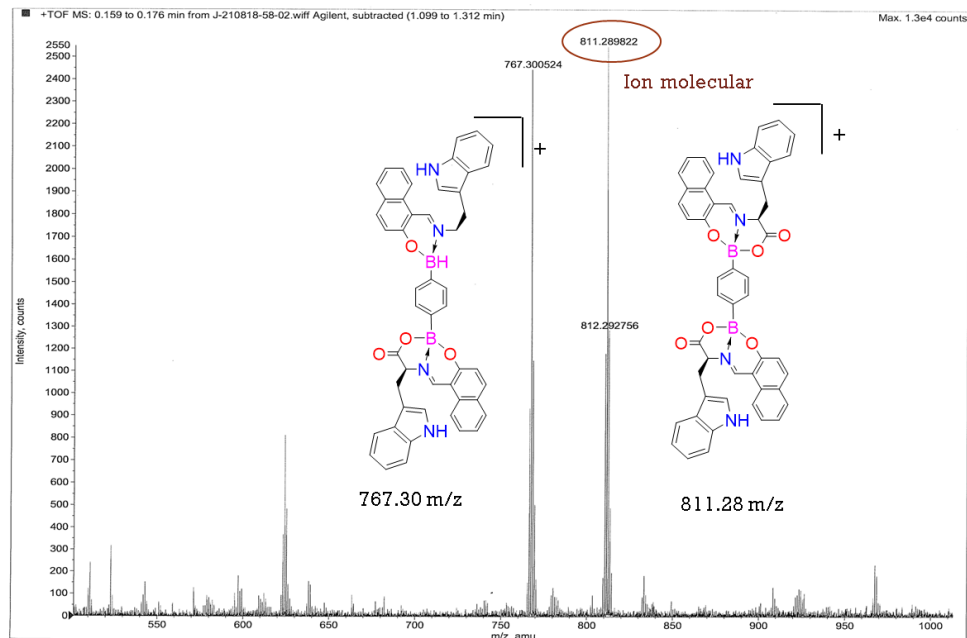 +TOF MS: 0.159 to 0.176 min from J-210818-58-02.wiff Agilent, subtracted (1.099 to 1.312 min)
Max. 1.3e4 counts
2550
2500
2400
2300
2200
2100
2000
1900
1800
1700
1600
1500
1400
1300
1200
1100
1000
900
800
700
600
500
400
300
200
100
0
Intensity, counts
811.289822
767.300524
Ion molecular
812.292756
+
HN
N
O
BH
O
B
O
O
N
NH
767.30 m/z
+
HN
N
O
O
B
O
O
B
O
O
N
NH
811.28 m/z
550
600
650
700
750
800
850
900
950
1000
m/z, amu